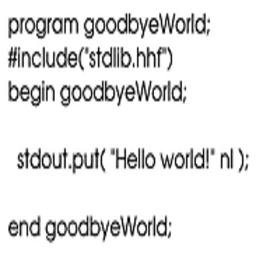 program goodbyeWorld;
#include("stdlib.hhf")
begin goodbyeWorld;
stdout.put( "Hello world!" nl );
end goodbyeWorld;